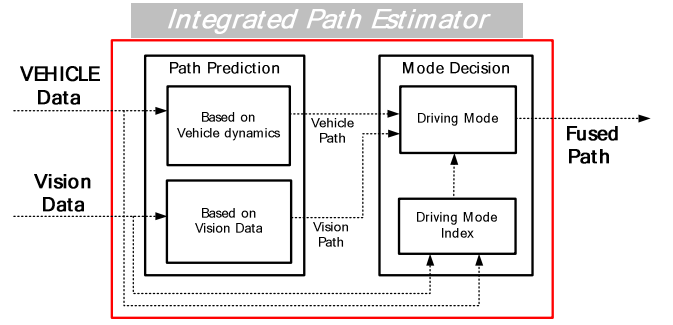 Integrated Path Estimator
VEHICLE
Data
Path Prediction
Mode Decision
Based on
Vehicle dynamics
Vehicle
Path
Driving Mode
Fused
Path
Vision
Data
Based on
Vision Data
Vision
Path
Driving Mode
Index